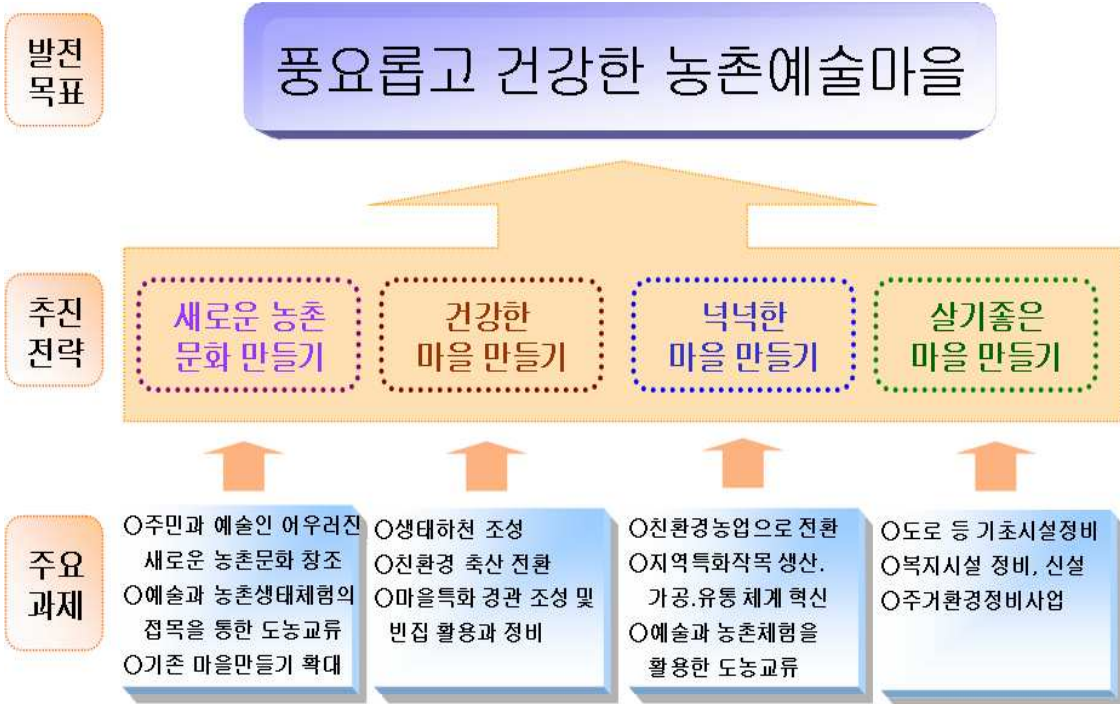 발전
목표
풍요롭고 건강한 농촌예술마을
추진
전략
새로운 농촌
문화 만들기
건강한
마을 만들기
넉넉한
마을 만들기
살기좋은
마을 만들기
주요
과제
○주민과 예술인 어우러진
새로운 농촌문화 창조
○예술과 농촌생태체험의
접목을 통한 도농교류
○기존 마을만들기 확대
○생태하천 조성
○친환경 축산 전환
○마을특화 경관 조성 및
빈집 활용과 정비
○친환경농업으로 전환
○지역특화작목 생산.
가공.유통 체계 혁신
○예술과 농촌체험을
활용한 도농교류
○도로 등 기초시설정비
○복지시설 정비, 신설
○주거환경정비사업